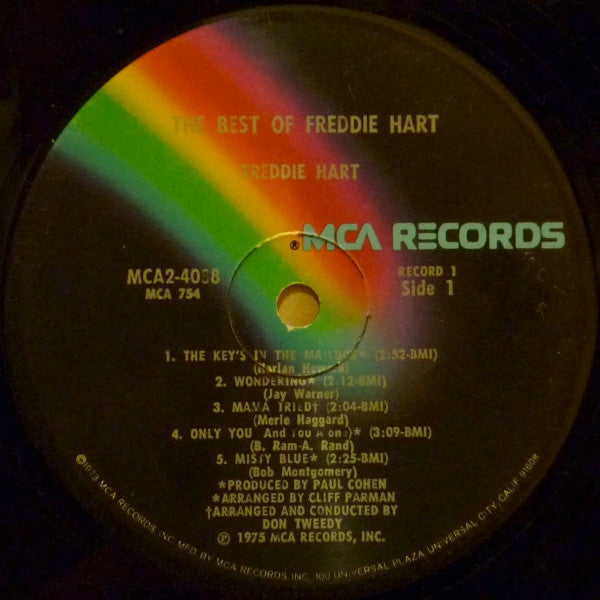 THE BEST OF FREDDIE HART
FREDDIE HART
® MCA RECORDS
MCA2-4088
MCA 754
RECORD 1
Side 1
1. THE KEY'S IN THE MAILBOX* (2:52-BMI)
(Harlan Howard)
2. WONDERING* (2:12-BMI)
(Jay Warner)
3. MAMA TRIED† (2:04-BMI)
(Merle Haggard)
4. ONLY YOU And You Alone)* (3:09-BMI)
(B. Ram-A. Rand)
5. MISTY BLUE* (2:25-BMI)
(Bob Montgomery)
*PRODUCED BY PAUL COHEN
*ARRANGED BY CLIFF PARMAN
†ARRANGED AND CONDUCTED BY
DON TWEEDY
℗ 1975 MCA RECORDS, INC.
©1973 MCA RECORDS, INC. MFD BY MCA RECORDS, INC. 100 UNIVERSAL PLAZA, UNIVERSAL CITY, CALIF. 91608